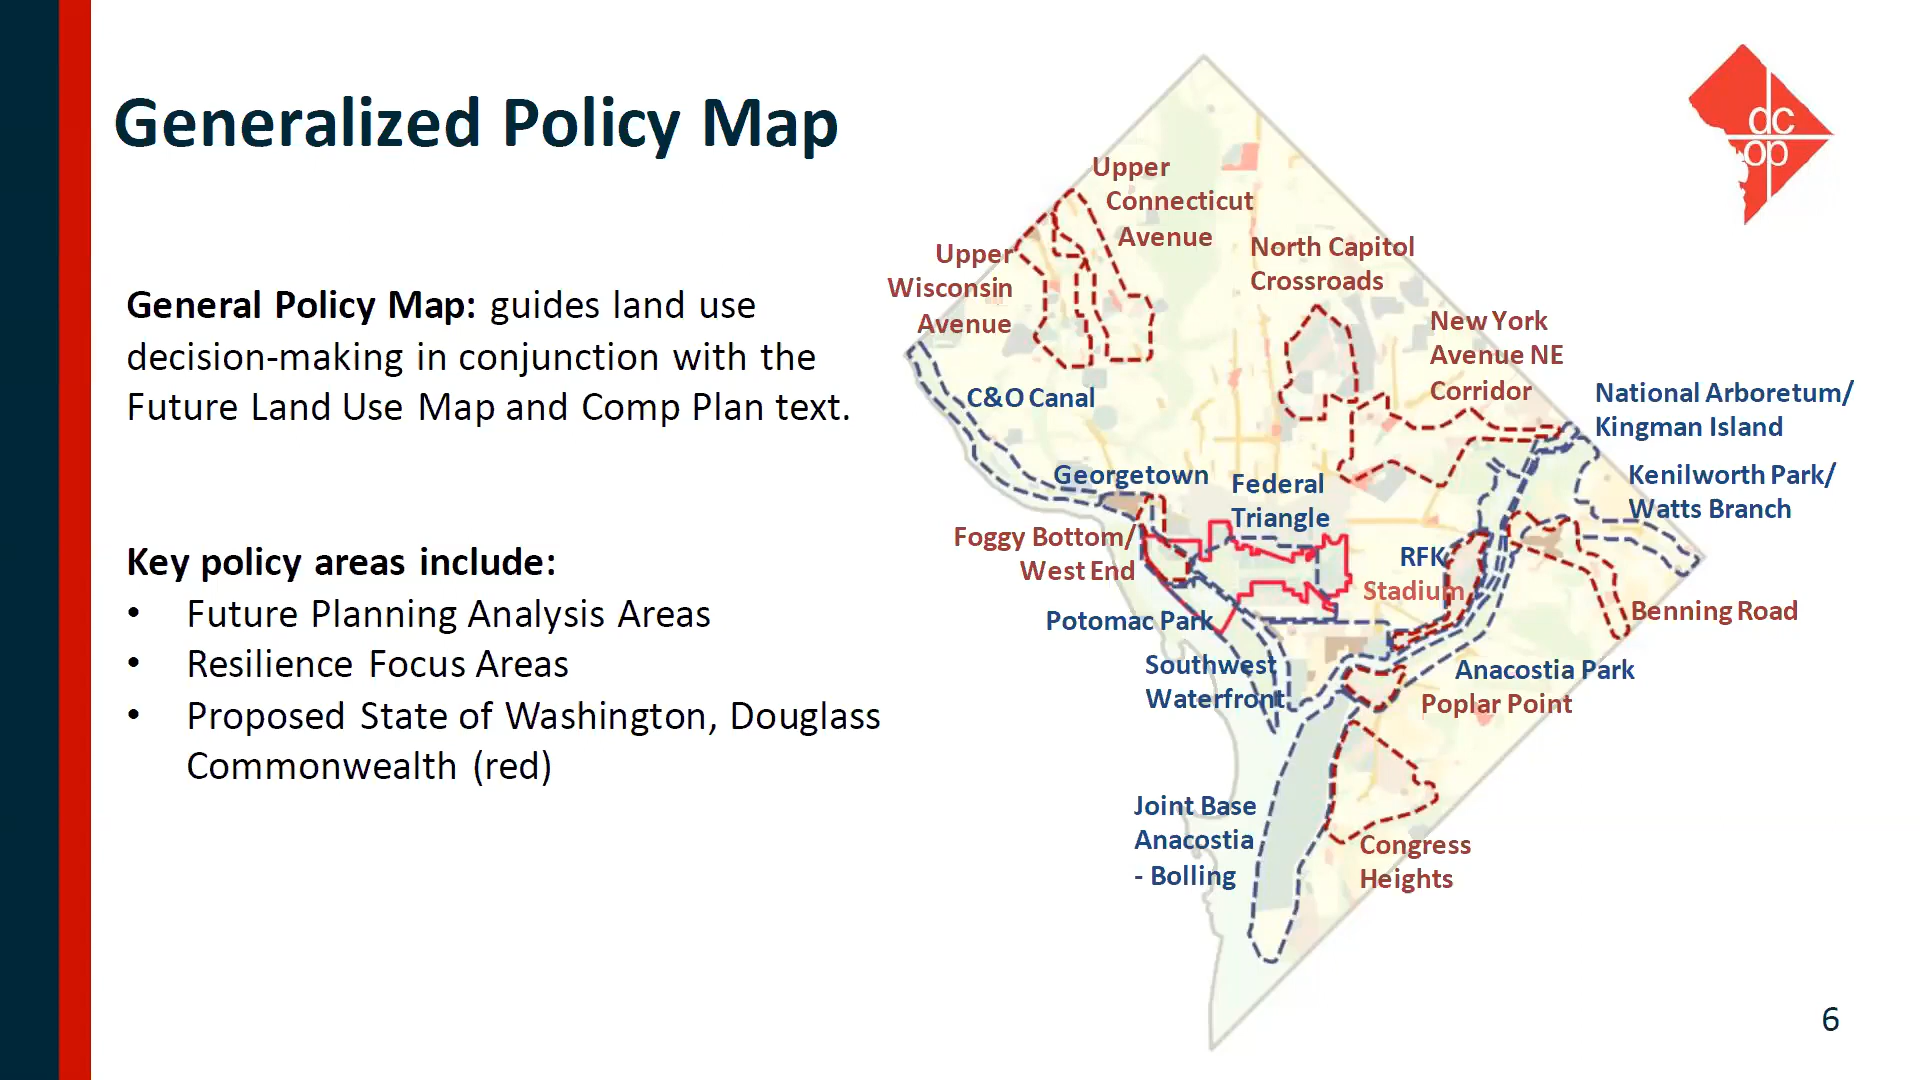 Generalized Policy Map
dc
op
General Policy Map: guides land use
decision-making in conjunction with the
Future Land Use Map and Comp Plan text.
Key policy areas include:
• Future Planning Analysis Areas
• Resilience Focus Areas
• Proposed State of Washington, Douglass
Commonwealth (red)
Upper
Connecticut
Avenue
Upper
Wisconsin
Avenue
North Capitol
Crossroads
New York
Avenue NE
Corridor
C&O Canal
National Arboretum/
Kingman Island
Georgetown
Federal
Triangle
Kenilworth Park/
Watts Branch
Foggy Bottom/
West End
RFK
Stadium
Potomac Park
Benning Road
Southwest
Waterfront
Anacostia Park
Poplar Point
Joint Base
Anacostia
- Bolling
Congress
Heights
6